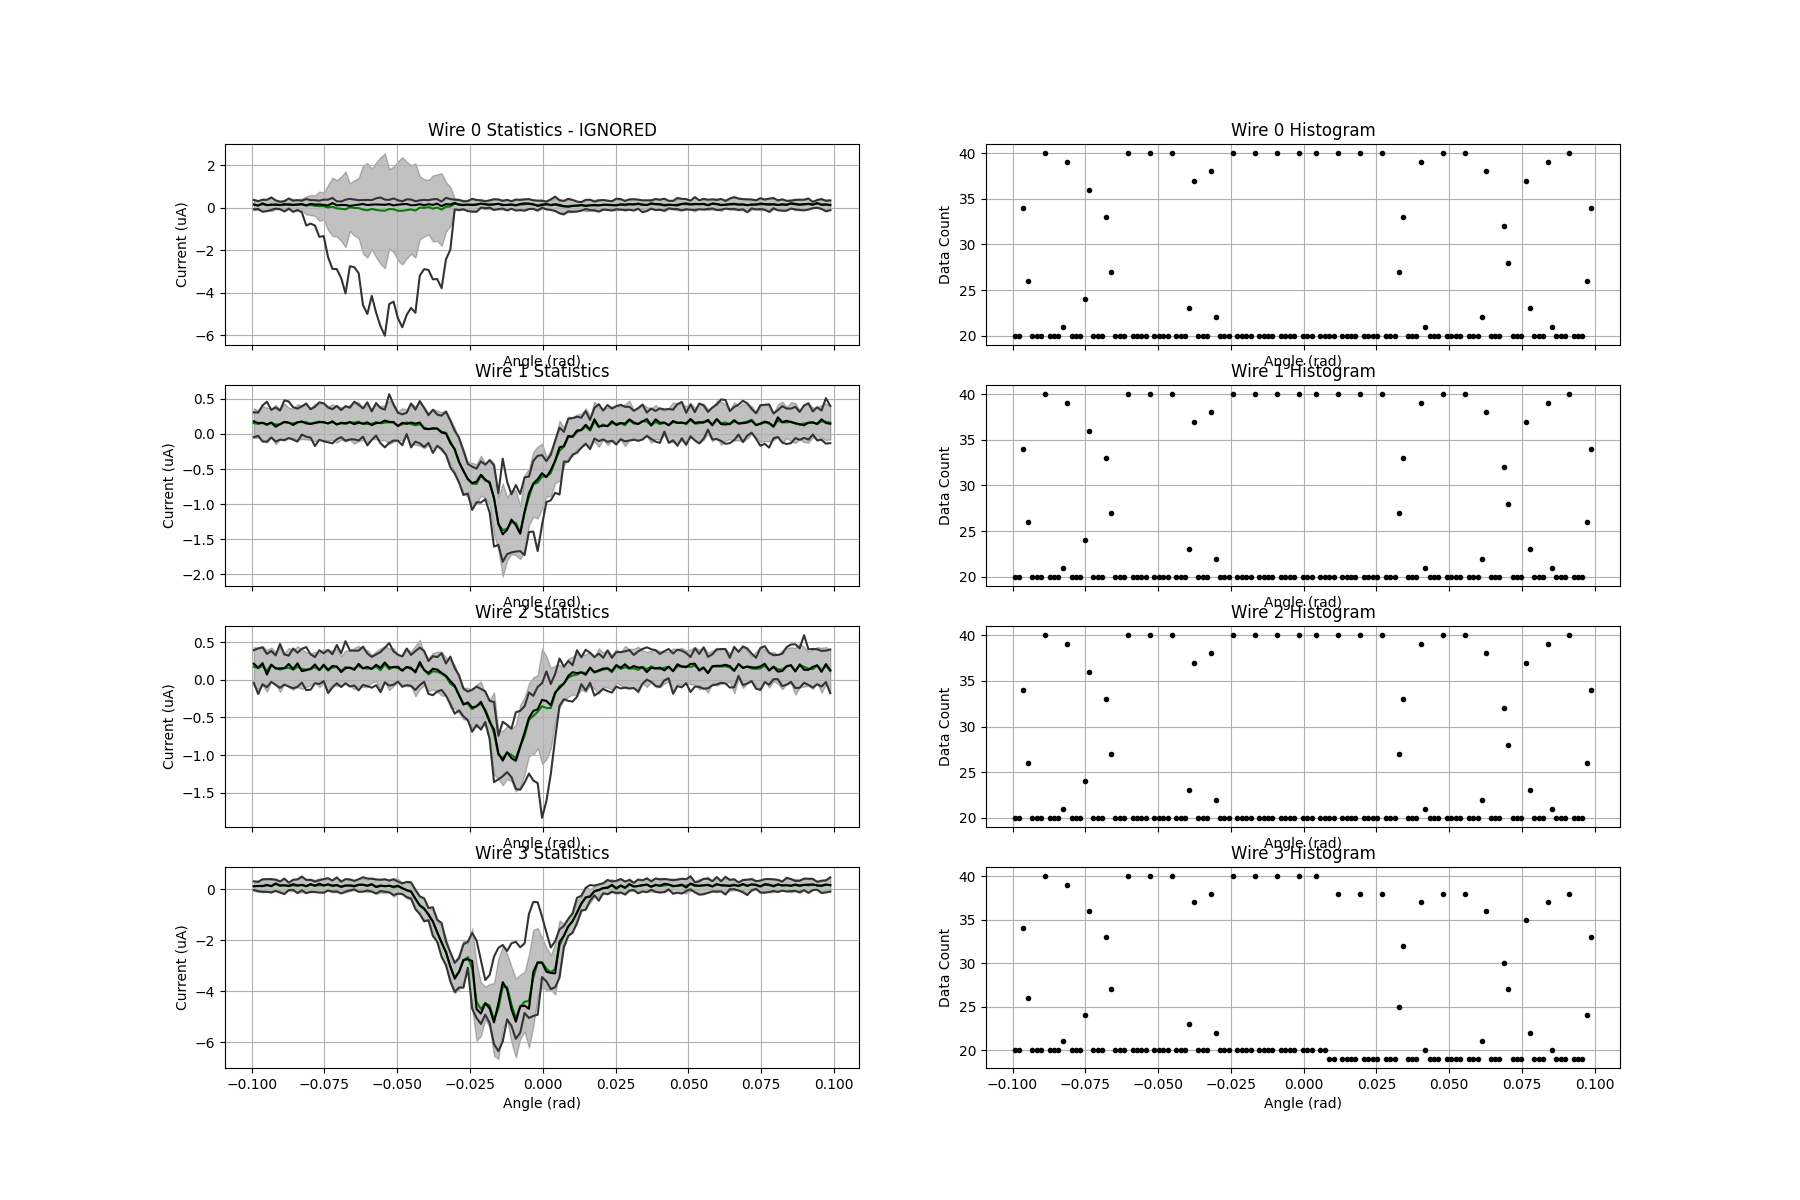 Wire 0 Statistics - IGNORED
Current (uA)
2
0
−2
−4
−6
Angle (rad)
Wire 0 Histogram
Data Count
40
35
30
25
20
Angle (rad)
Wire 1 Statistics
Current (uA)
0.5
0.0
−0.5
−1.0
−1.5
−2.0
Angle (rad)
Wire 1 Histogram
Data Count
40
35
30
25
20
Angle (rad)
Wire 2 Statistics
Current (uA)
0.5
0.0
−0.5
−1.0
−1.5
Angle (rad)
Wire 2 Histogram
Data Count
40
35
30
25
20
Angle (rad)
Wire 3 Statistics
Current (uA)
0
−2
−4
−6
−0.100 −0.075 −0.050 −0.025 0.000 0.025 0.050 0.075 0.100
Angle (rad)
Wire 3 Histogram
Data Count
40
35
30
25
20
−0.100 −0.075 −0.050 −0.025 0.000 0.025 0.050 0.075 0.100
Angle (rad)